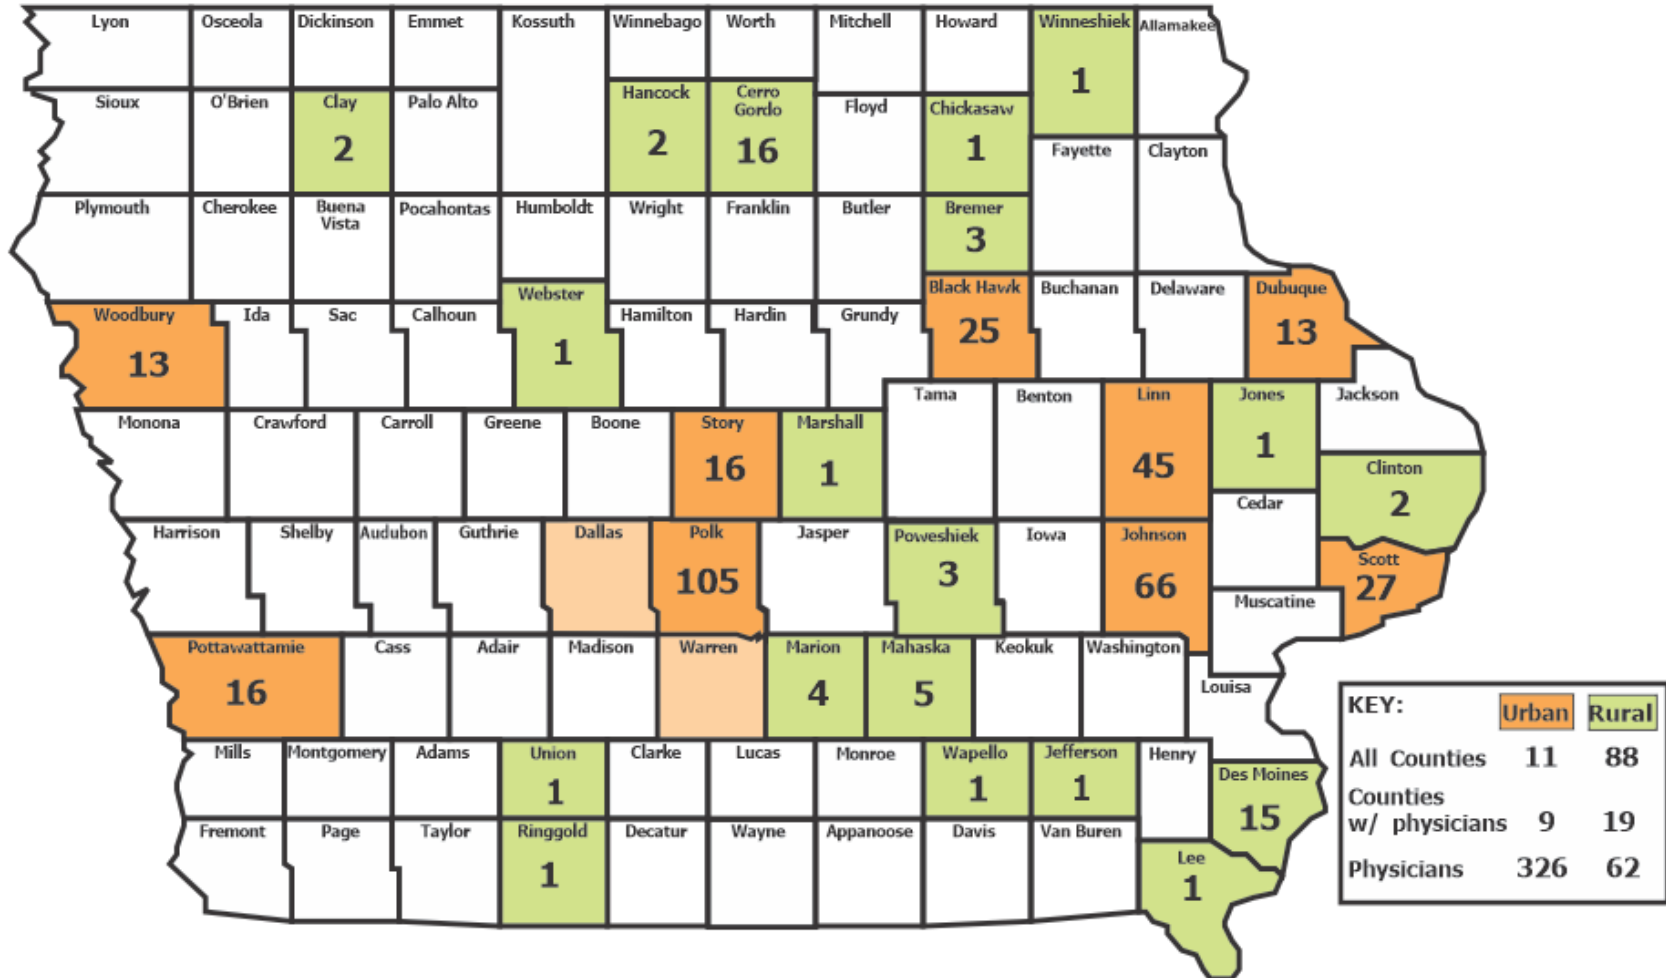 Lyon
Osceola
Dickinson
Emmet
Kossuth
Winnebago
Worth
Mitchell
Howard
Winneshiek
1
Allamakee
Sioux
O'Brien
Clay
2
Palo Alto
Hancock
2
Cerro
Gordo
16
Floyd
Chickasaw
1
Fayette
Clayton
Plymouth
Cherokee
Buena
Vista
Pocahontas
Humboldt
Wright
Franklin
Butler
Bremer
3
Woodbury
13
Ida
Sac
Calhoun
Webster
1
Hamilton
Hardin
Grundy
Black Hawk
25
Buchanan
Delaware
Dubuque
13
Monona
Crawford
Carroll
Greene
Boone
Story
16
Marshall
1
Tama
Benton
Linn
45
Jones
1
Jackson
Clinton
2
Cedar
Harrison
Shelby
Audubon
Guthrie
Dallas
Polk
105
Jasper
Poweshiek
3
Iowa
Johnson
66
Scott
27
Muscatine
Pottawattamie
16
Cass
Adair
Madison
Warren
Marion
4
Mahaska
5
Keokuk
Washington
Louisa
Mills
Montgomery
Adams
Union
1
Clarke
Lucas
Monroe
Wapello
1
Jefferson
1
Henry
Des Moines
15
Fremont
Page
Taylor
Ringgold
1
Decatur
Wayne
Appanoose
Davis
Van Buren
Lee
1
KEY: Urban Rural
All Counties 11 88
Counties
w/ physicians 9 19
Physicians 326 62